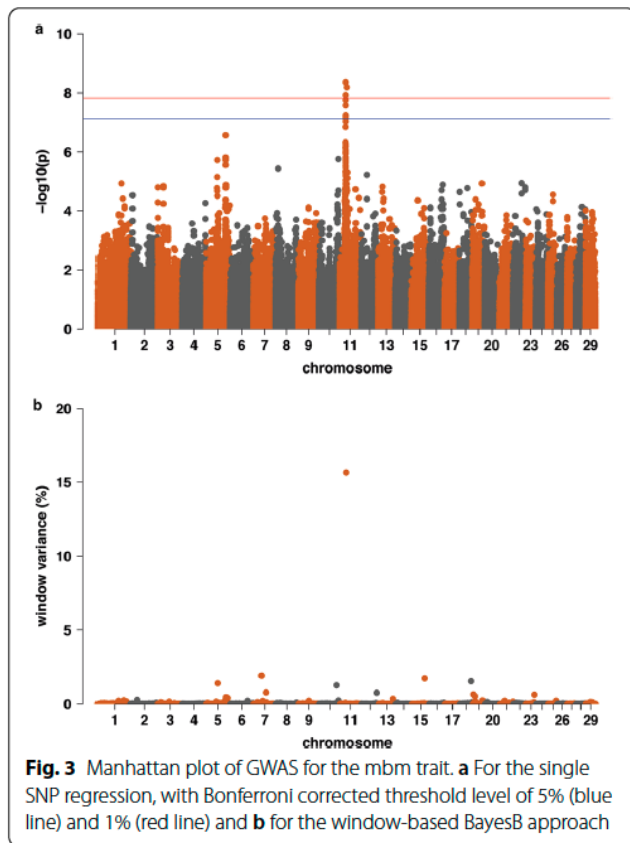 a
10
8
6
4
2
0
−log10(p)
1 2 3 4 5 6 7 8 9 11 13 15 17 20 23 26 29
chromosome
b
20
15
10
5
0
window variance (%)
1 2 3 4 5 6 7 8 9 11 13 15 17 20 23 26 29
chromosome
Fig. 3 Manhattan plot of GWAS for the mbm trait. a For the single
SNP regression, with Bonferroni corrected threshold level of 5% (blue
line) and 1% (red line) and b for the window-based BayesB approach